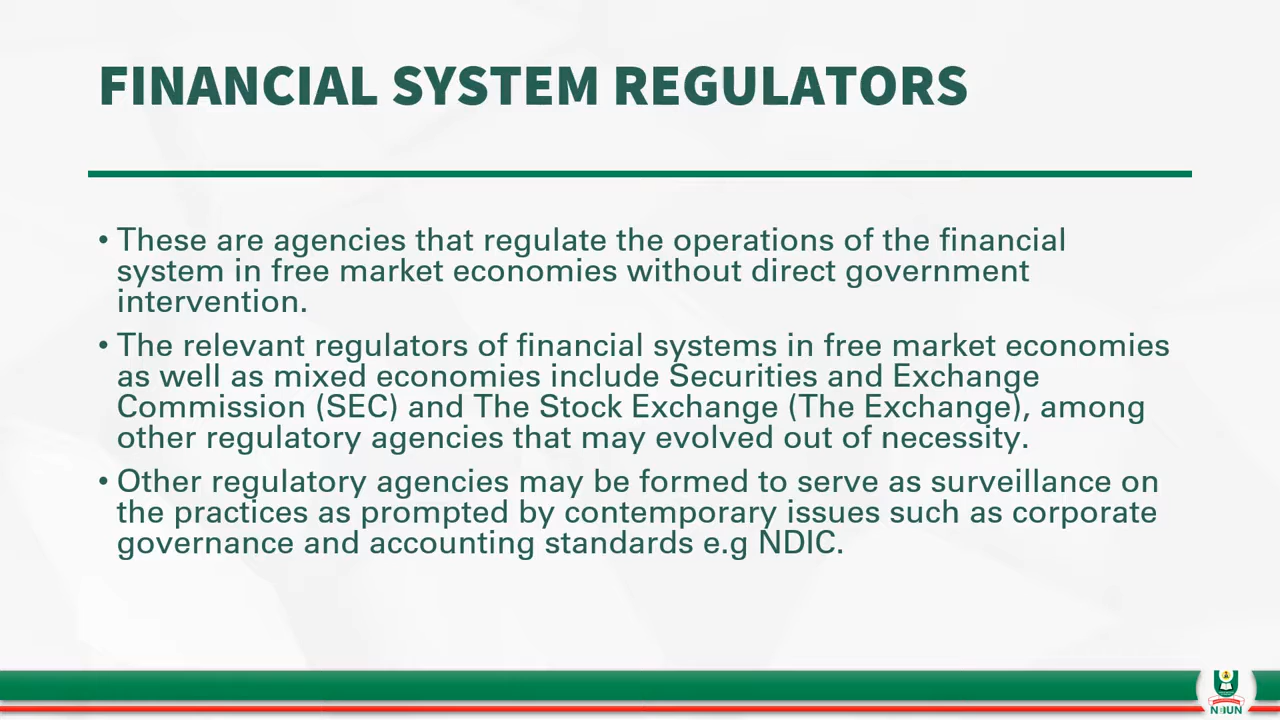 FINANCIAL SYSTEM REGULATORS
• These are agencies that regulate the operations of the financial
system in free market economies without direct government
intervention.
• The relevant regulators of financial systems in free market economies
as well as mixed economies include Securities and Exchange
Commission (SEC) and The Stock Exchange (The Exchange), among
other regulatory agencies that may evolved out of necessity.
• Other regulatory agencies may be formed to serve as surveillance on
the practices as prompted by contemporary issues such as corporate
governance and accounting standards e.g NDIC.